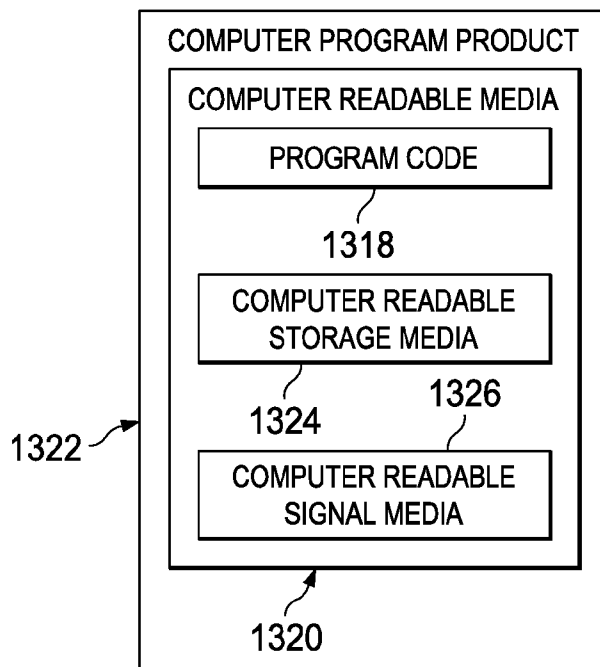 COMPUTER PROGRAM PRODUCT
COMPUTER READABLE MEDIA
PROGRAM CODE
1318
COMPUTER READABLE
STORAGE MEDIA
1324
1326
1322
COMPUTER READABLE
SIGNAL MEDIA
1320